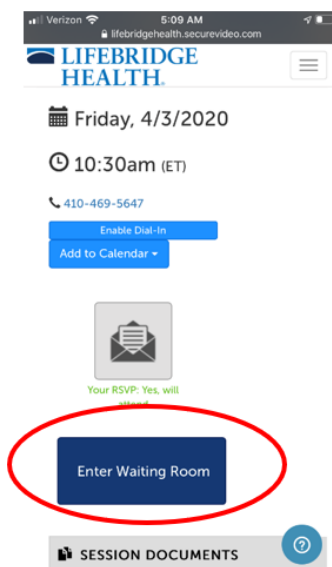 Verizon 5:09 AM
lifebridgehealth.securevideo.com
LIFEBRIDGE
HEALTH.
Friday, 4/3/2020
10:30am (ET)
410-469-5647
Enable Dial-In
Add to Calendar
Your RSVP: Yes, will
attend
Enter Waiting Room
SESSION DOCUMENTS
?